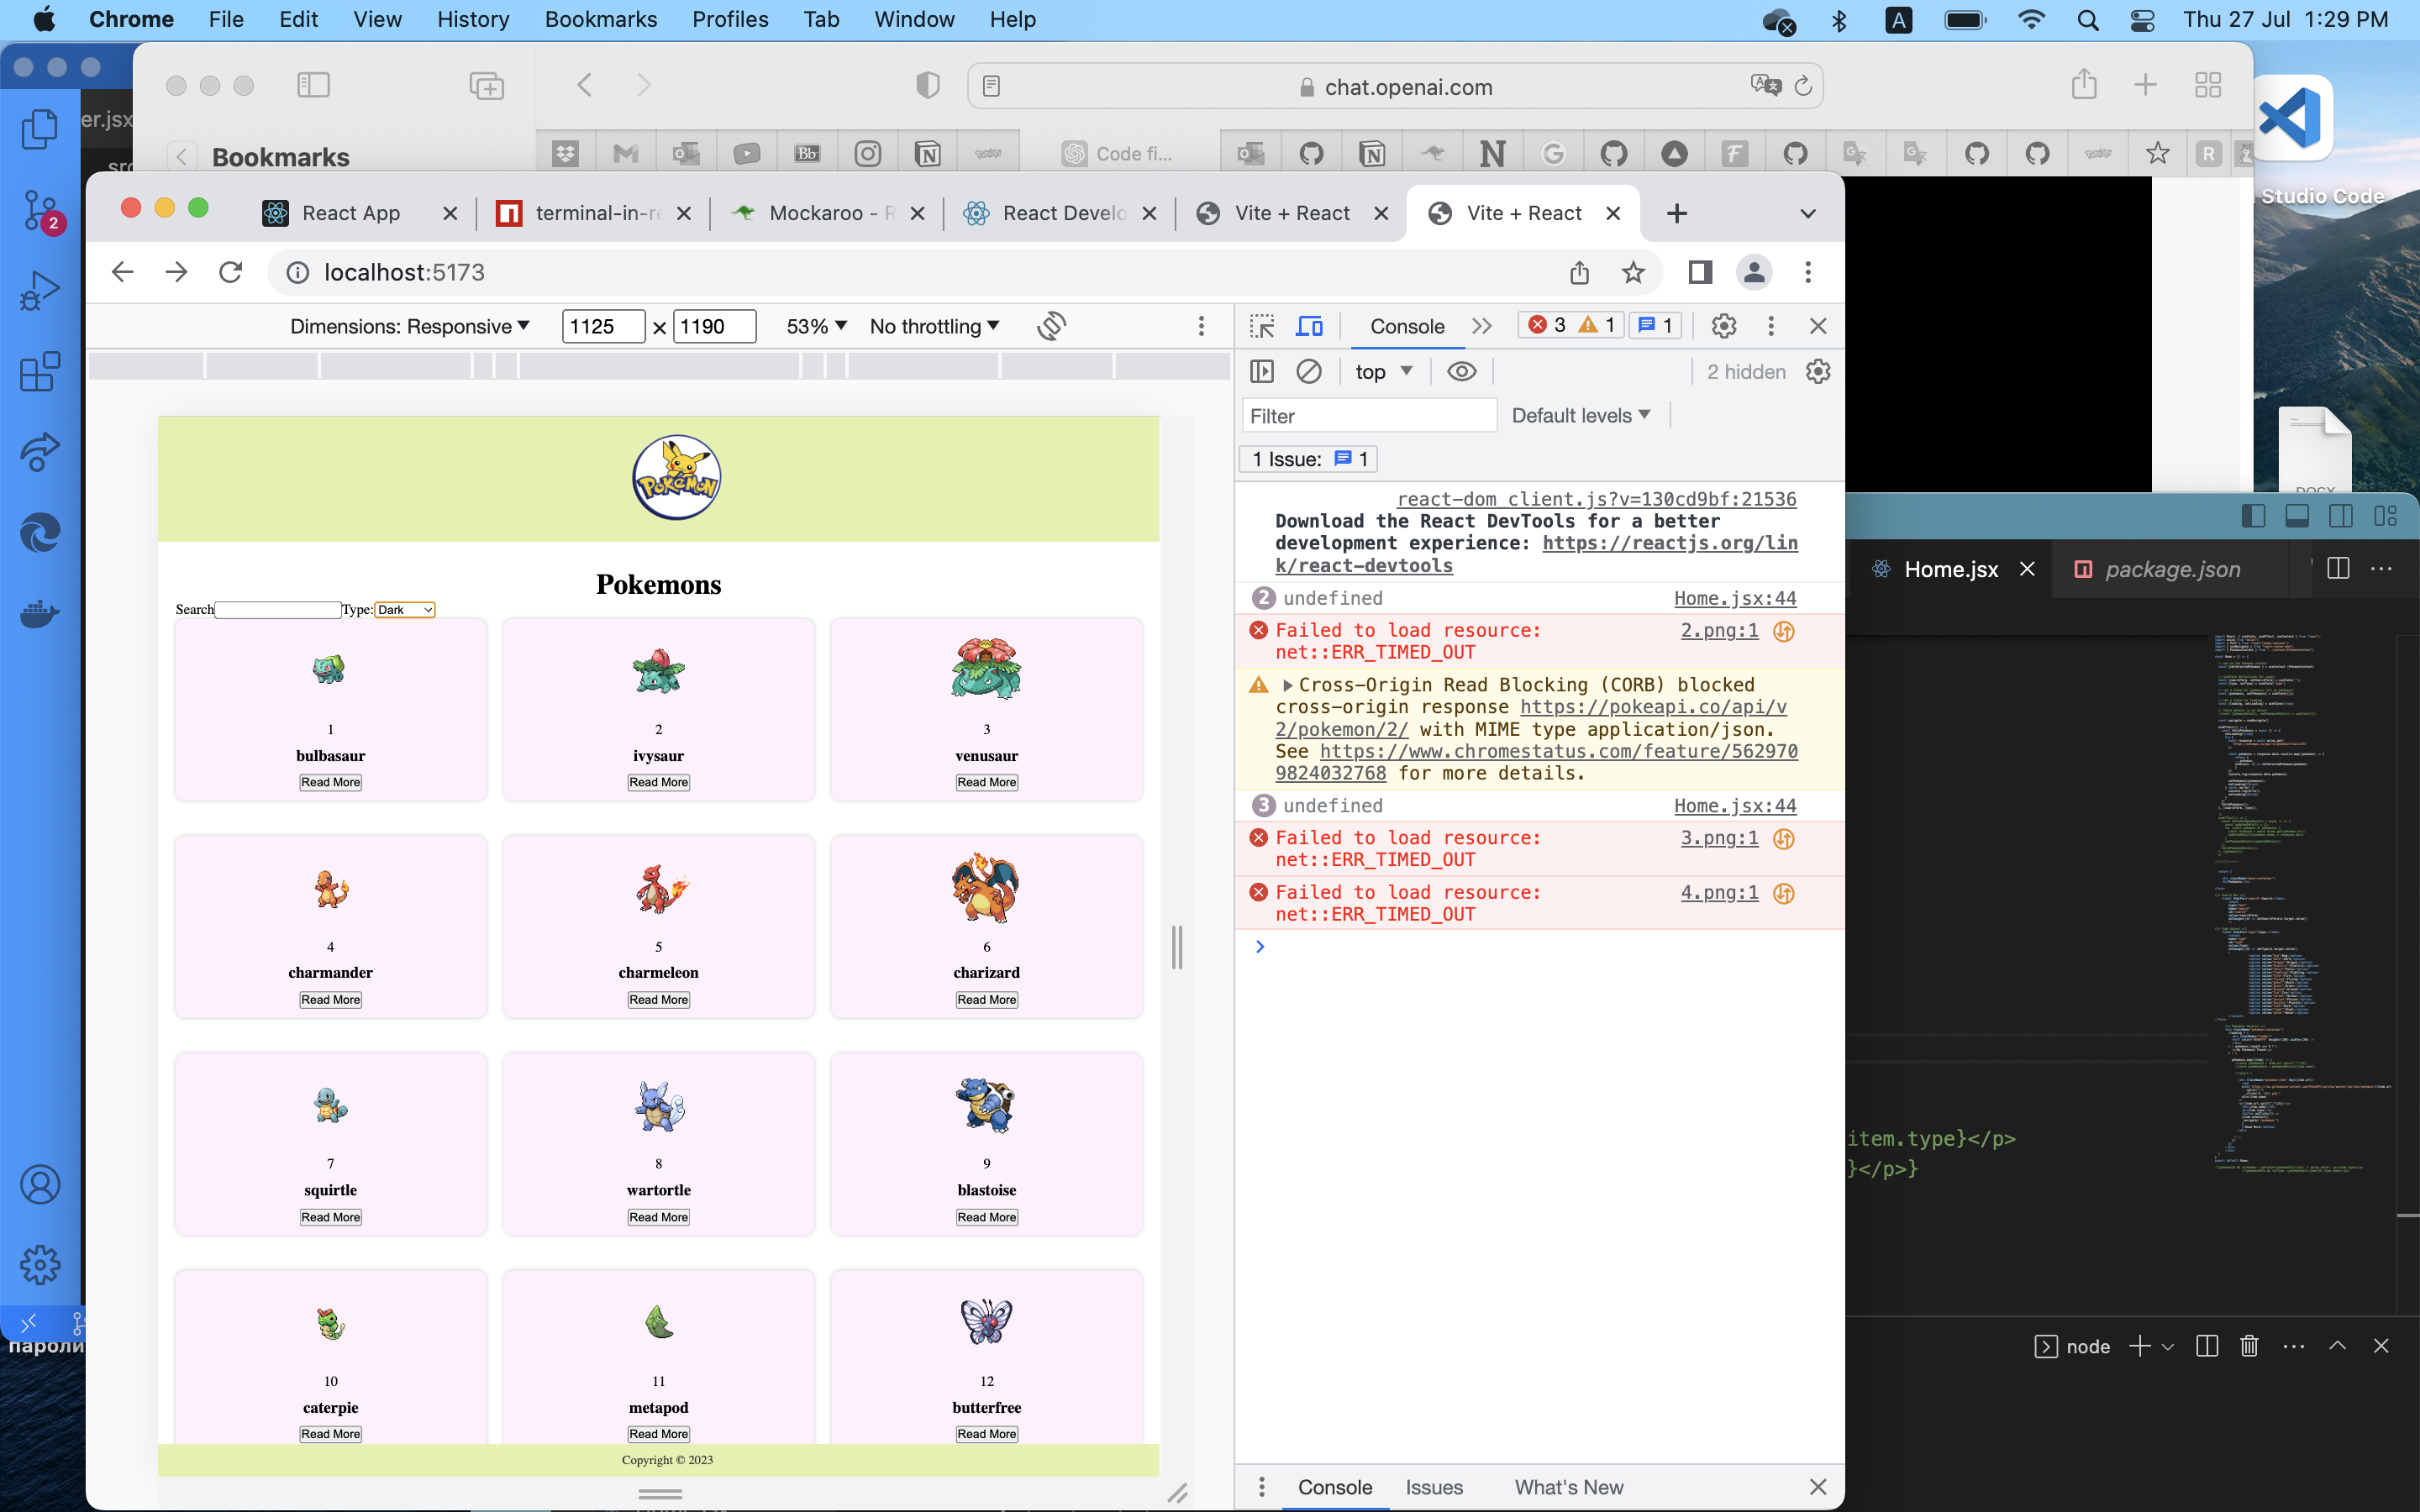 Chrome File Edit View History Bookmarks Profiles Tab Window Help
A Thu 27 Jul 1:29 PM
chat.openai.com
er.jsx
Bookmarks
Bb
Code fi...
src
React App
terminal-in-re
Mockaroo - R
React Develo
Vite + React
Vite + React
Studio Code
2
localhost:5173
Dimensions: Responsive 1125 × 1190 53% No throttling
Console 3 1 1
top 2 hidden
Filter Default levels
1 Issue: 1
POKéMON
react-dom_client.js?v=130cd9bf:21536
Download the React DevTools for a better
development experience: https://reactjs.org/lin
k/react-devtools
2 undefined Home.jsx:44
Failed to load resource: 2.png:1
net::ERR_TIMED_OUT
Cross-Origin Read Blocking (CORB) blocked
cross-origin response https://pokeapi.co/api/v
2/pokemon/2/ with MIME type application/json.
See https://www.chromestatus.com/feature/562970
9824032768 for more details.
3 undefined Home.jsx:44
Failed to load resource: 3.png:1
net::ERR_TIMED_OUT
Failed to load resource: 4.png:1
net::ERR_TIMED_OUT
Pokemons
Search Type: Dark
1
bulbasaur
Read More
2
ivysaur
Read More
3
venusaur
Read More
4
charmander
Read More
5
charmeleon
Read More
6
charizard
Read More
7
squirtle
Read More
8
wartortle
Read More
9
blastoise
Read More
10
caterpie
Read More
11
metapod
Read More
12
butterfree
Read More
Copyright © 2023
Console Issues What's New
DOCX
Home.jsx
package.json
item.type}</p>
}</p>}
node
пароли